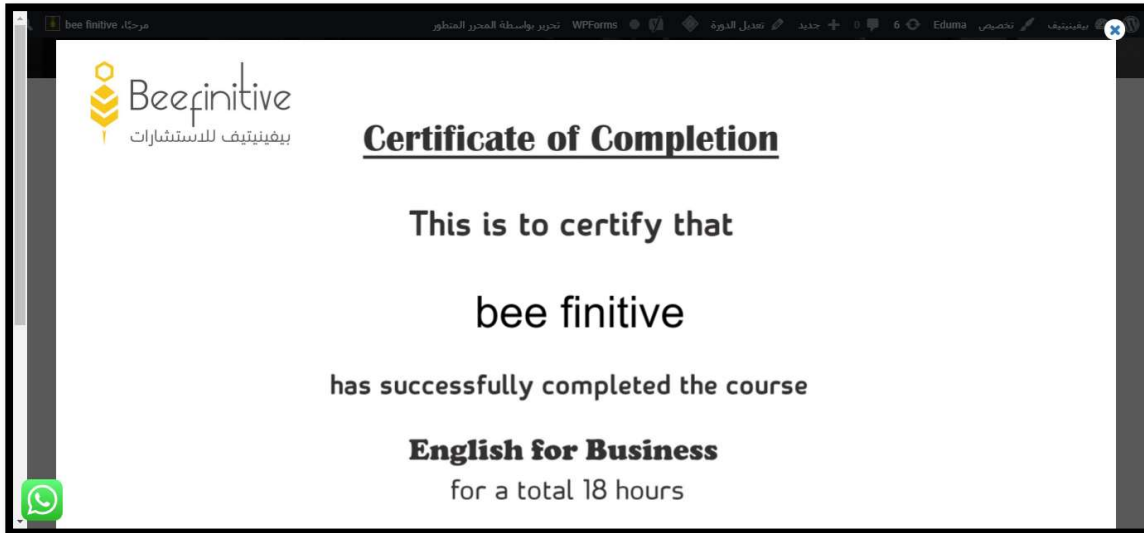 بيفينيتيف تخصيص Eduma 6 0 جديد تعديل الدورة WPForms تحرير بواسطة المحرر المتطور مرحبًا، bee finitive
Beefinitive
بيفينيتيف للاستشارات
Certificate of Completion
This is to certify that
bee finitive
has successfully completed the course
English for Business
for a total 18 hours